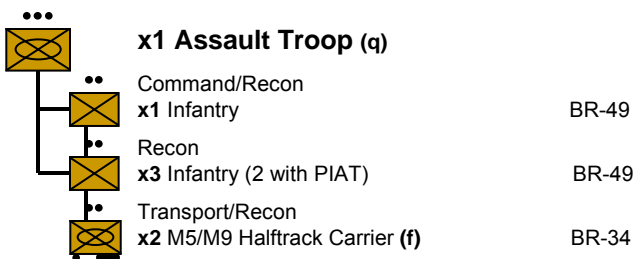 x1 Assault Troop (q)
Command/Recon
x1 Infantry BR-49
Recon
x3 Infantry (2 with PIAT) BR-49
Transport/Recon
x2 M5/M9 Halftrack Carrier (f) BR-34